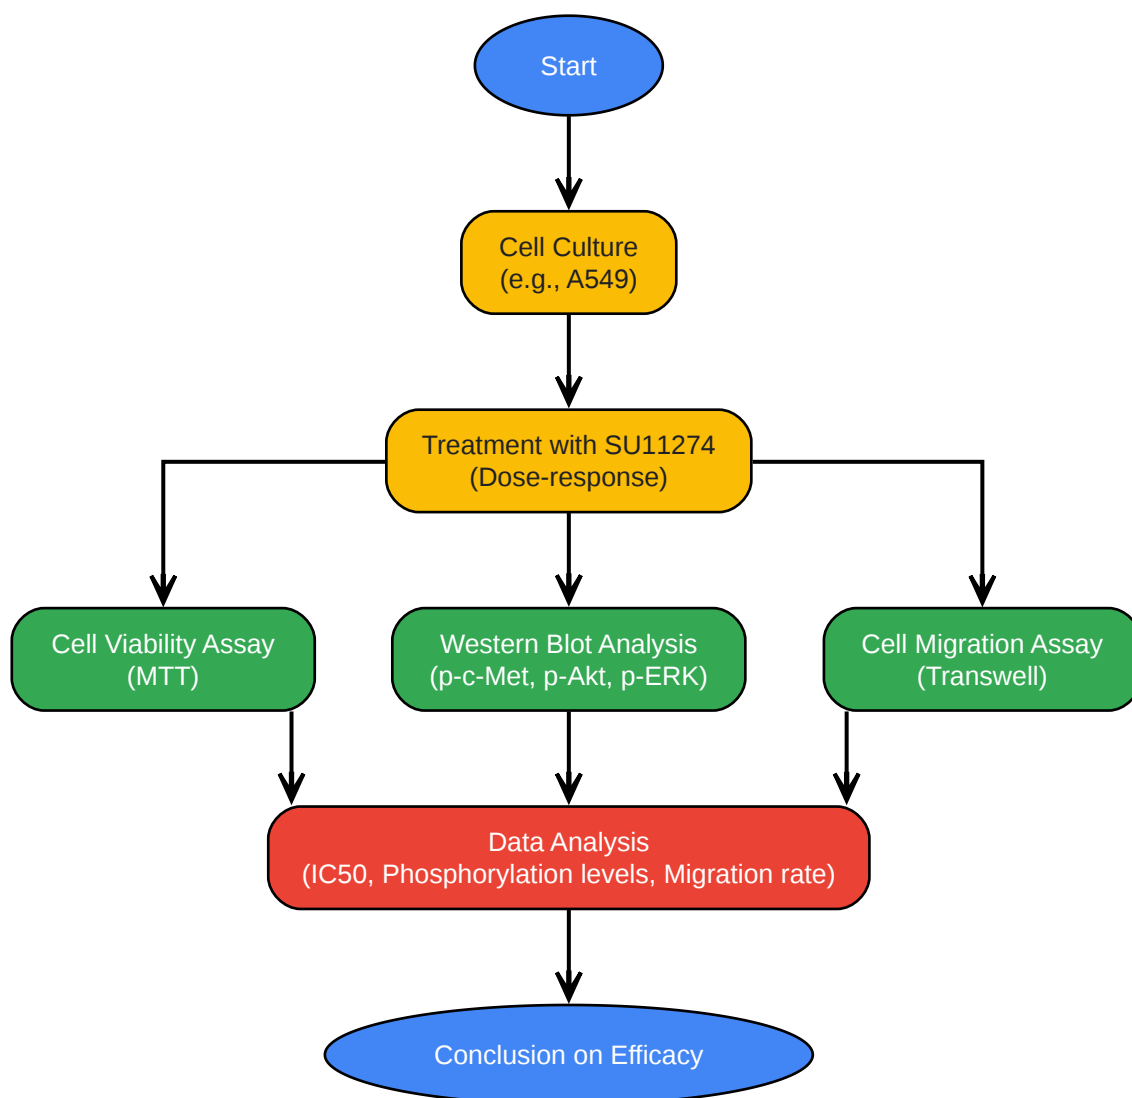 Start
Cell Culture
(e.g., A549)
Treatment with SU11274
(Dose-response)
Cell Viability Assay
(MTT)
Western Blot Analysis
(p-c-Met, p-Akt, p-ERK)
Cell Migration Assay
(Transwell)
Data Analysis
(IC50, Phosphorylation levels, Migration rate)
Conclusion on Efficacy